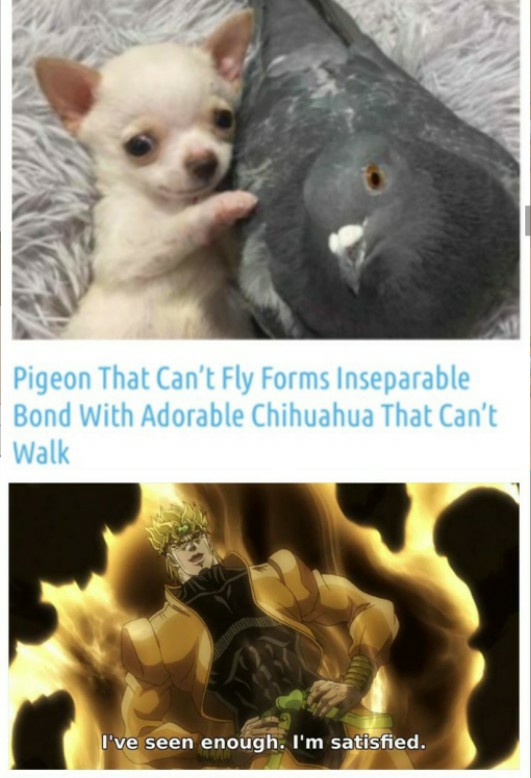 Pigeon That Can't Fly Forms Inseparable
Bond With Adorable Chihuahua That Can't
Walk
I've seen enough. I'm satisfied.